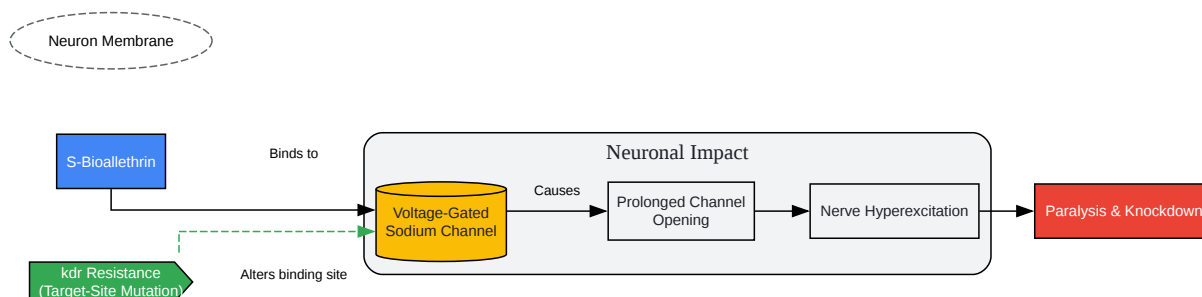 Neuron Membrane
S-Bioallethrin
Binds to
Neuronal Impact
Voltage-Gated
Sodium Channel
Causes
Prolonged Channel
Opening
Nerve Hyperexcitation
Paralysis & Knockdown
kdr Resistance
(Target-Site Mutation)
Alters binding site